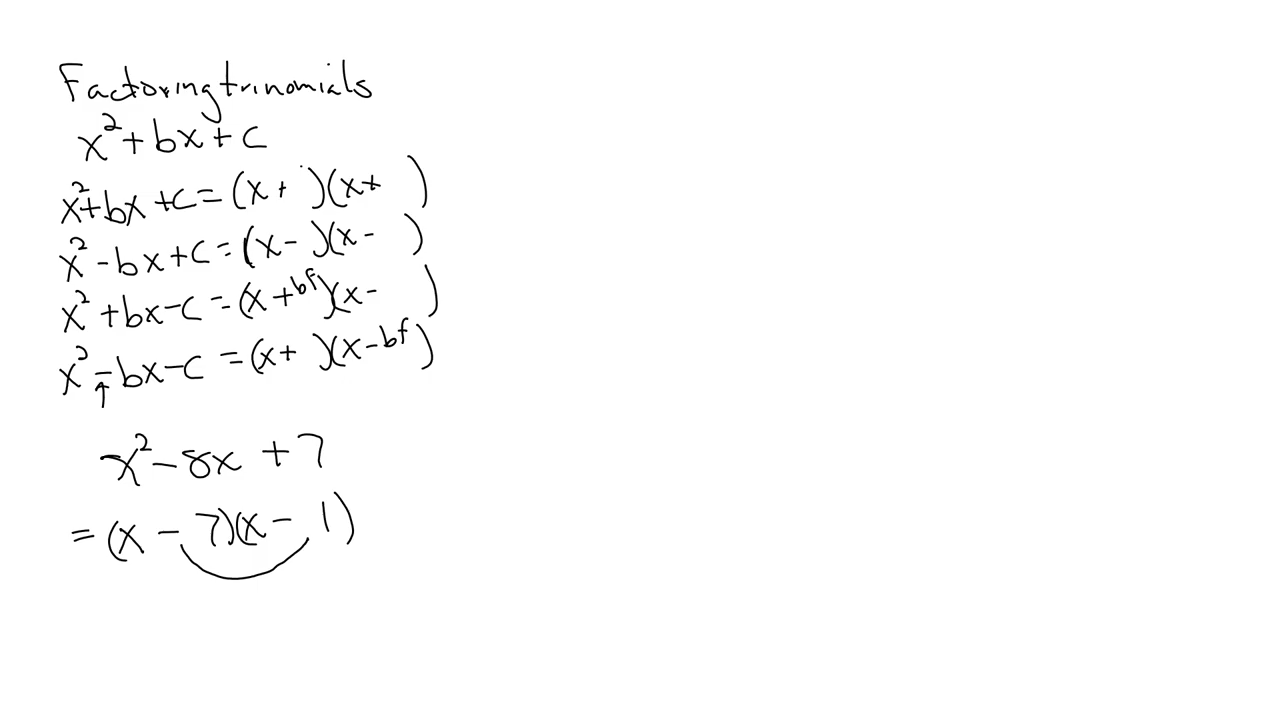 Factoring trinomials
x² + bx + c
x² + bx + c = (x + )(x + )
x² - bx + c = (x - )(x - )
x² + bx - c = (x + bf)(x - )
x² - bx - c = (x + )(x - bf)
x² - 8x + 7
= (x - 7)(x - 1)